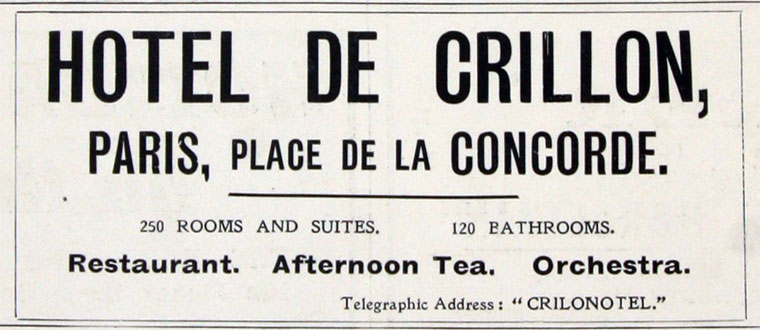 HOTEL DE CRILLON,
PARIS, PLACE DE LA CONCORDE.
250 ROOMS AND SUITES. 120 BATHROOMS.
Restaurant. Afternoon Tea. Orchestra.
Telegraphic Address: "CRILONOTEL."